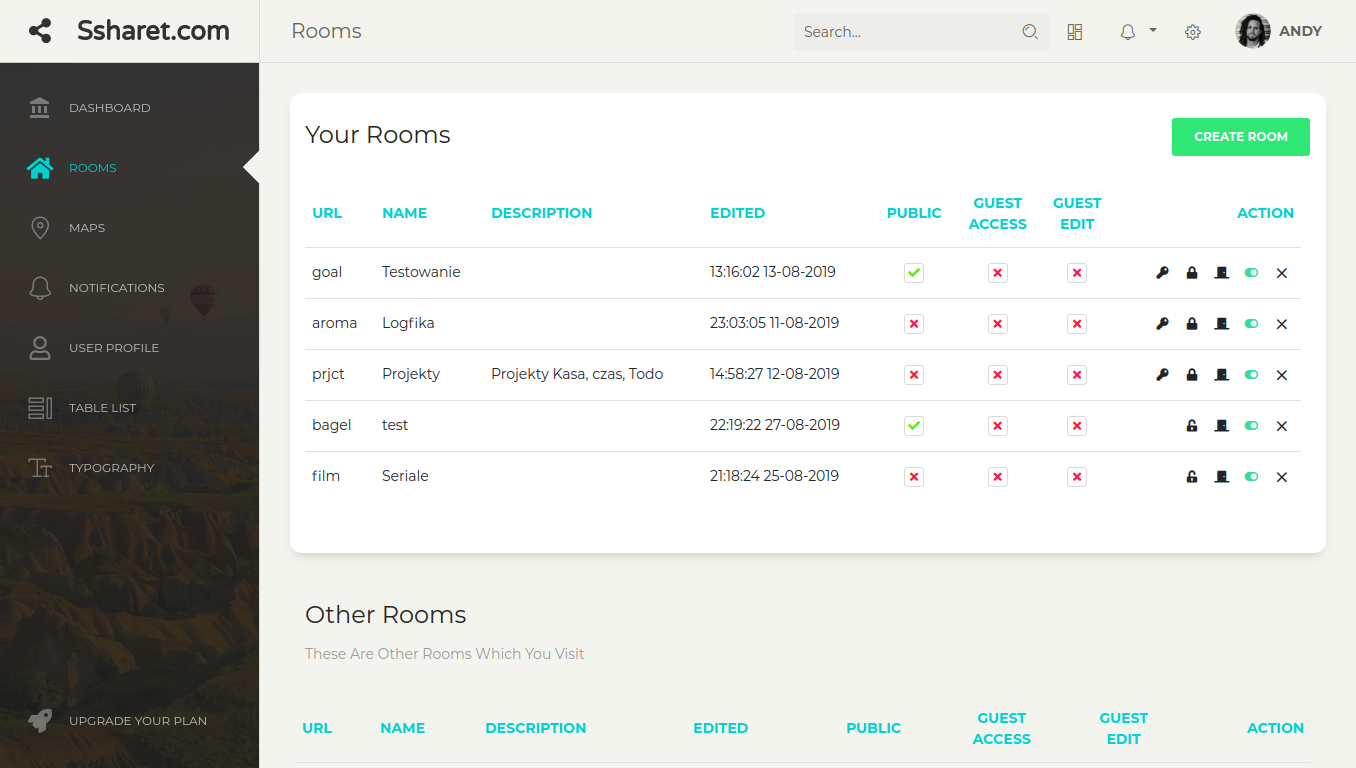 Ssharet.com
Rooms
Search...
ANDY
DASHBOARD
ROOMS
MAPS
NOTIFICATIONS
USER PROFILE
TABLE LIST
TYPOGRAPHY
UPGRADE YOUR PLAN
Your Rooms
CREATE ROOM
URL NAME DESCRIPTION EDITED PUBLIC GUEST ACCESS GUEST EDIT ACTION
goal Testowanie 13:16:02 13-08-2019
aroma Logfika 23:03:05 11-08-2019
prjct Projekty Projekty Kasa, czas, Todo 14:58:27 12-08-2019
bagel test 22:19:22 27-08-2019
film Seriale 21:18:24 25-08-2019
Other Rooms
These Are Other Rooms Which You Visit
URL NAME DESCRIPTION EDITED PUBLIC GUEST ACCESS GUEST EDIT ACTION